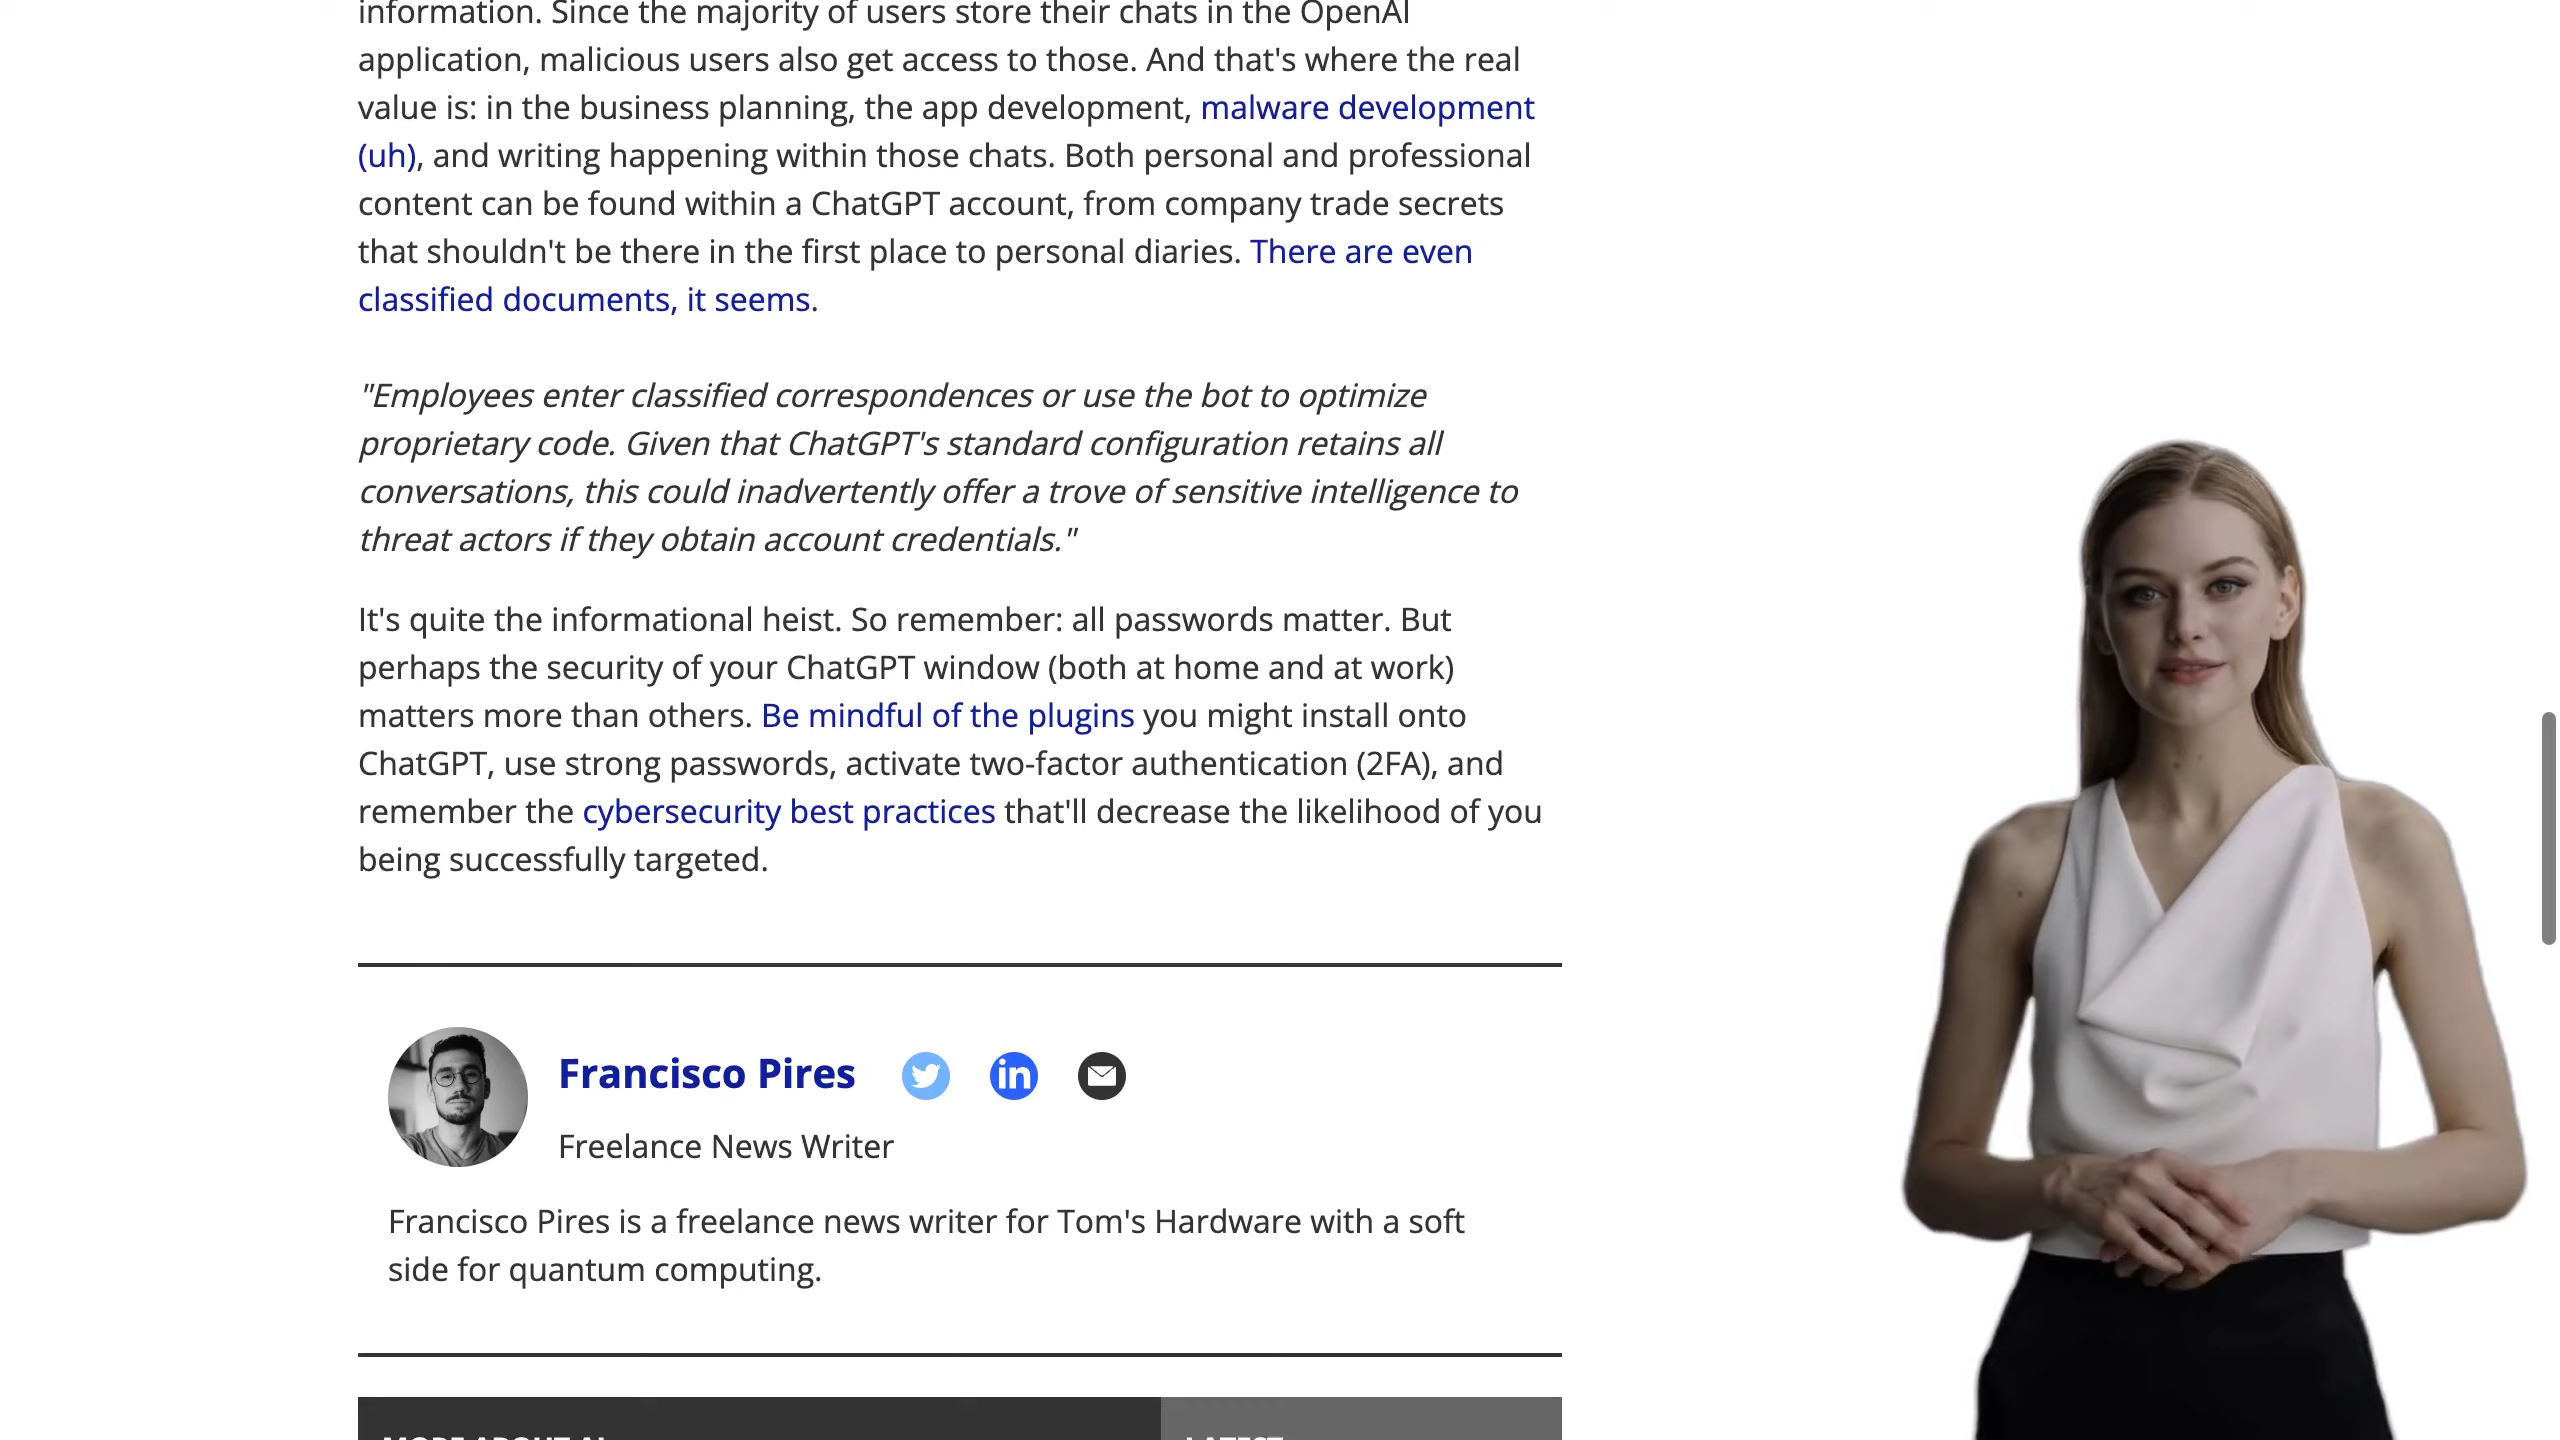 information. Since the majority of users store their chats in the OpenAI
application, malicious users also get access to those. And that's where the real
value is: in the business planning, the app development, malware development
(uh), and writing happening within those chats. Both personal and professional
content can be found within a ChatGPT account, from company trade secrets
that shouldn't be there in the first place to personal diaries. There are even
classified documents, it seems.
"Employees enter classified correspondences or use the bot to optimize
proprietary code. Given that ChatGPT's standard configuration retains all
conversations, this could inadvertently offer a trove of sensitive intelligence to
threat actors if they obtain account credentials."
It's quite the informational heist. So remember: all passwords matter. But
perhaps the security of your ChatGPT window (both at home and at work)
matters more than others. Be mindful of the plugins you might install onto
ChatGPT, use strong passwords, activate two-factor authentication (2FA), and
remember the cybersecurity best practices that'll decrease the likelihood of you
being successfully targeted.
Francisco Pires
in
Freelance News Writer
Francisco Pires is a freelance news writer for Tom's Hardware with a soft
side for quantum computing.
MORE ABOUT AI
LATEST